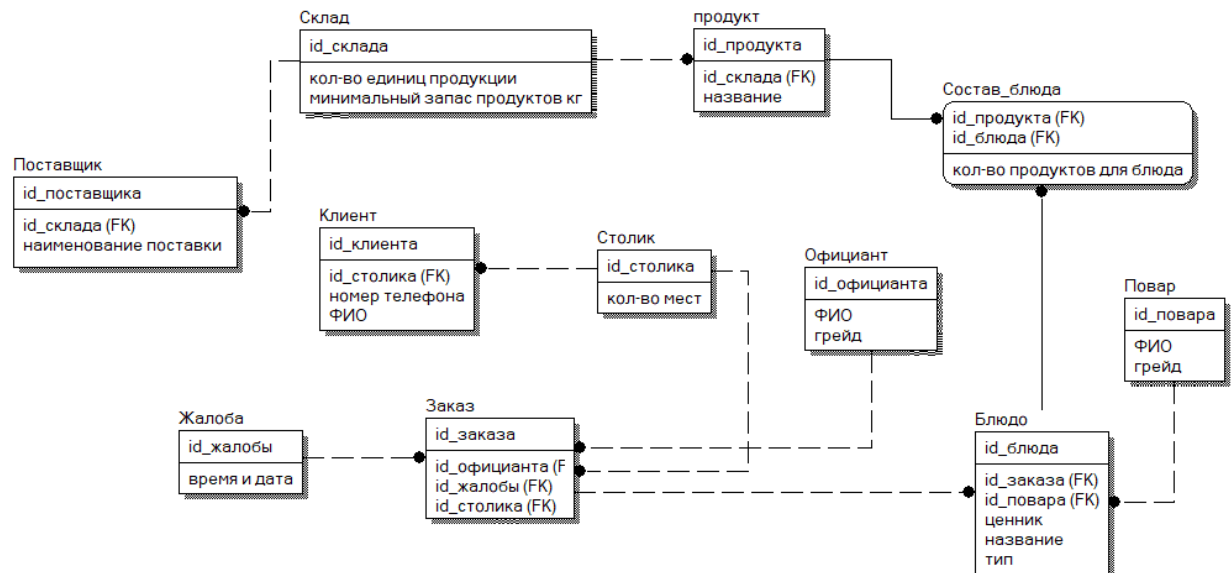 Склад
id_склада
кол-во единиц продукции
минимальный запас продуктов кг
продукт
id_продукта
id_склада (FK)
название
Состав_блюда
id_продукта (FK)
id_блюда (FK)
кол-во продуктов для блюда
Поставщик
id_поставщика
id_склада (FK)
наименование поставки
Клиент
id_клиента
id_столика (FK)
номер телефона
ФИО
Столик
id_столика
кол-во мест
Официант
id_официанта
ФИО
грейд
Повар
id_повара
ФИО
грейд
Жалоба
id_жалобы
время и дата
Заказ
id_заказа
id_официанта (F
id_жалобы (FK)
id_столика (FK)
Блюдо
id_блюда
id_заказа (FK)
id_повара (FK)
ценник
название
тип